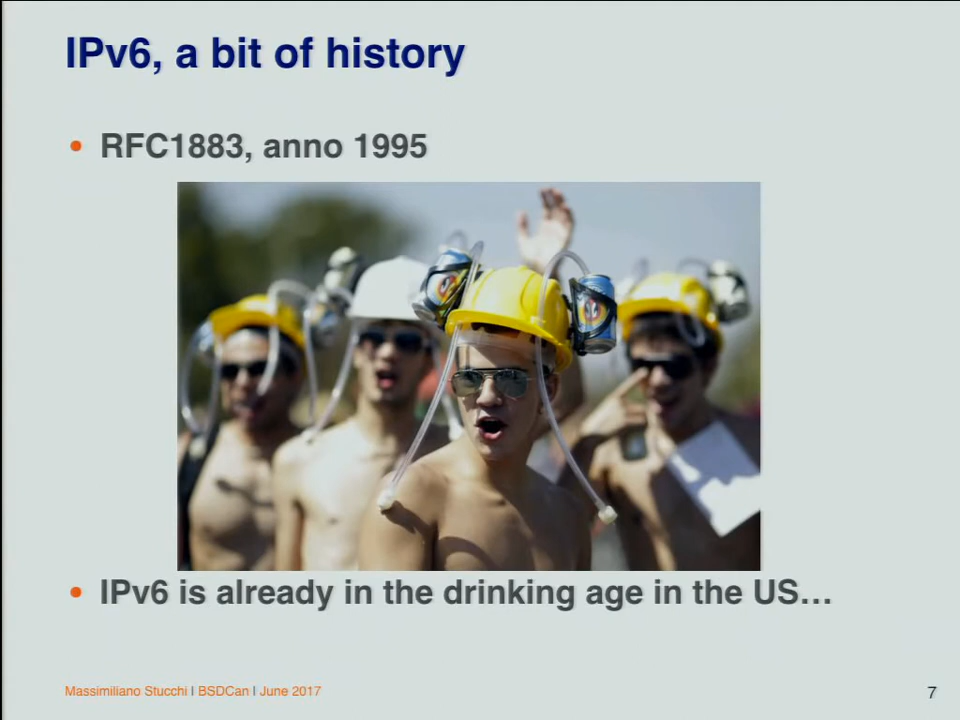 IPv6, a bit of history
• RFC1883, anno 1995
• IPv6 is already in the drinking age in the US...
Massimiliano Stucchi | BSDCan | June 2017
7